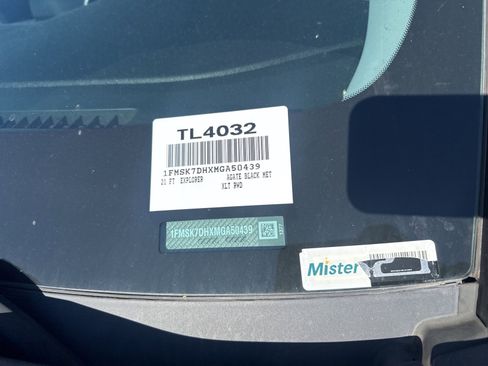 TL4032
1FMSK7DHXMGA50439
21 FT EXPLORER AGATE BLACK MET
XLT RWD
1FMSK7DHXMGA50439
Mister